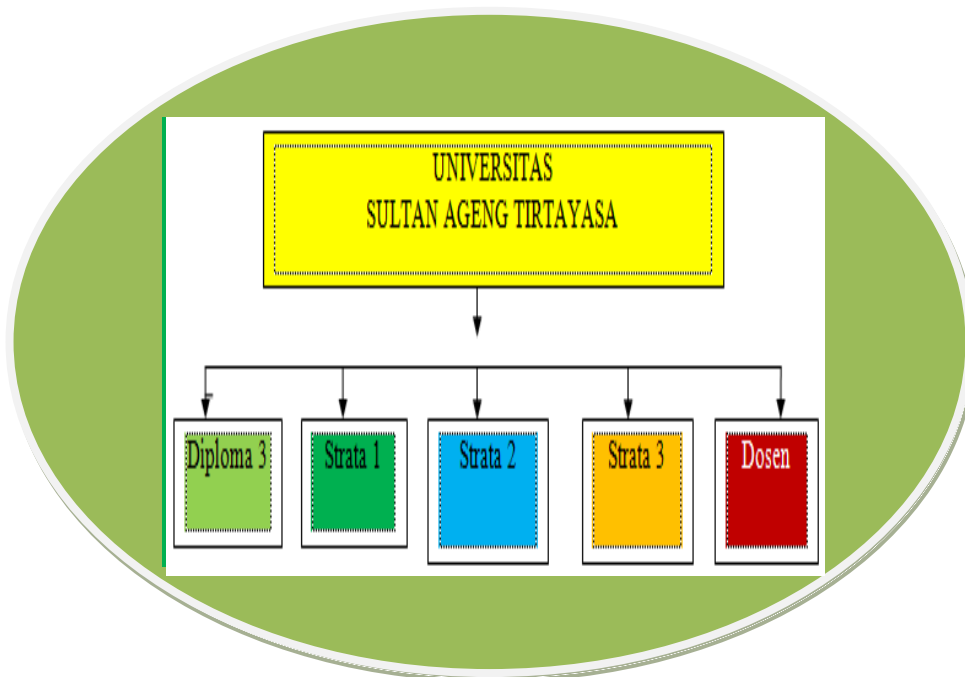 UNIVERSITAS
SULTAN AGENG TIRTAYASA
Diploma 3
Strata 1
Strata 2
Strata 3
Dosen